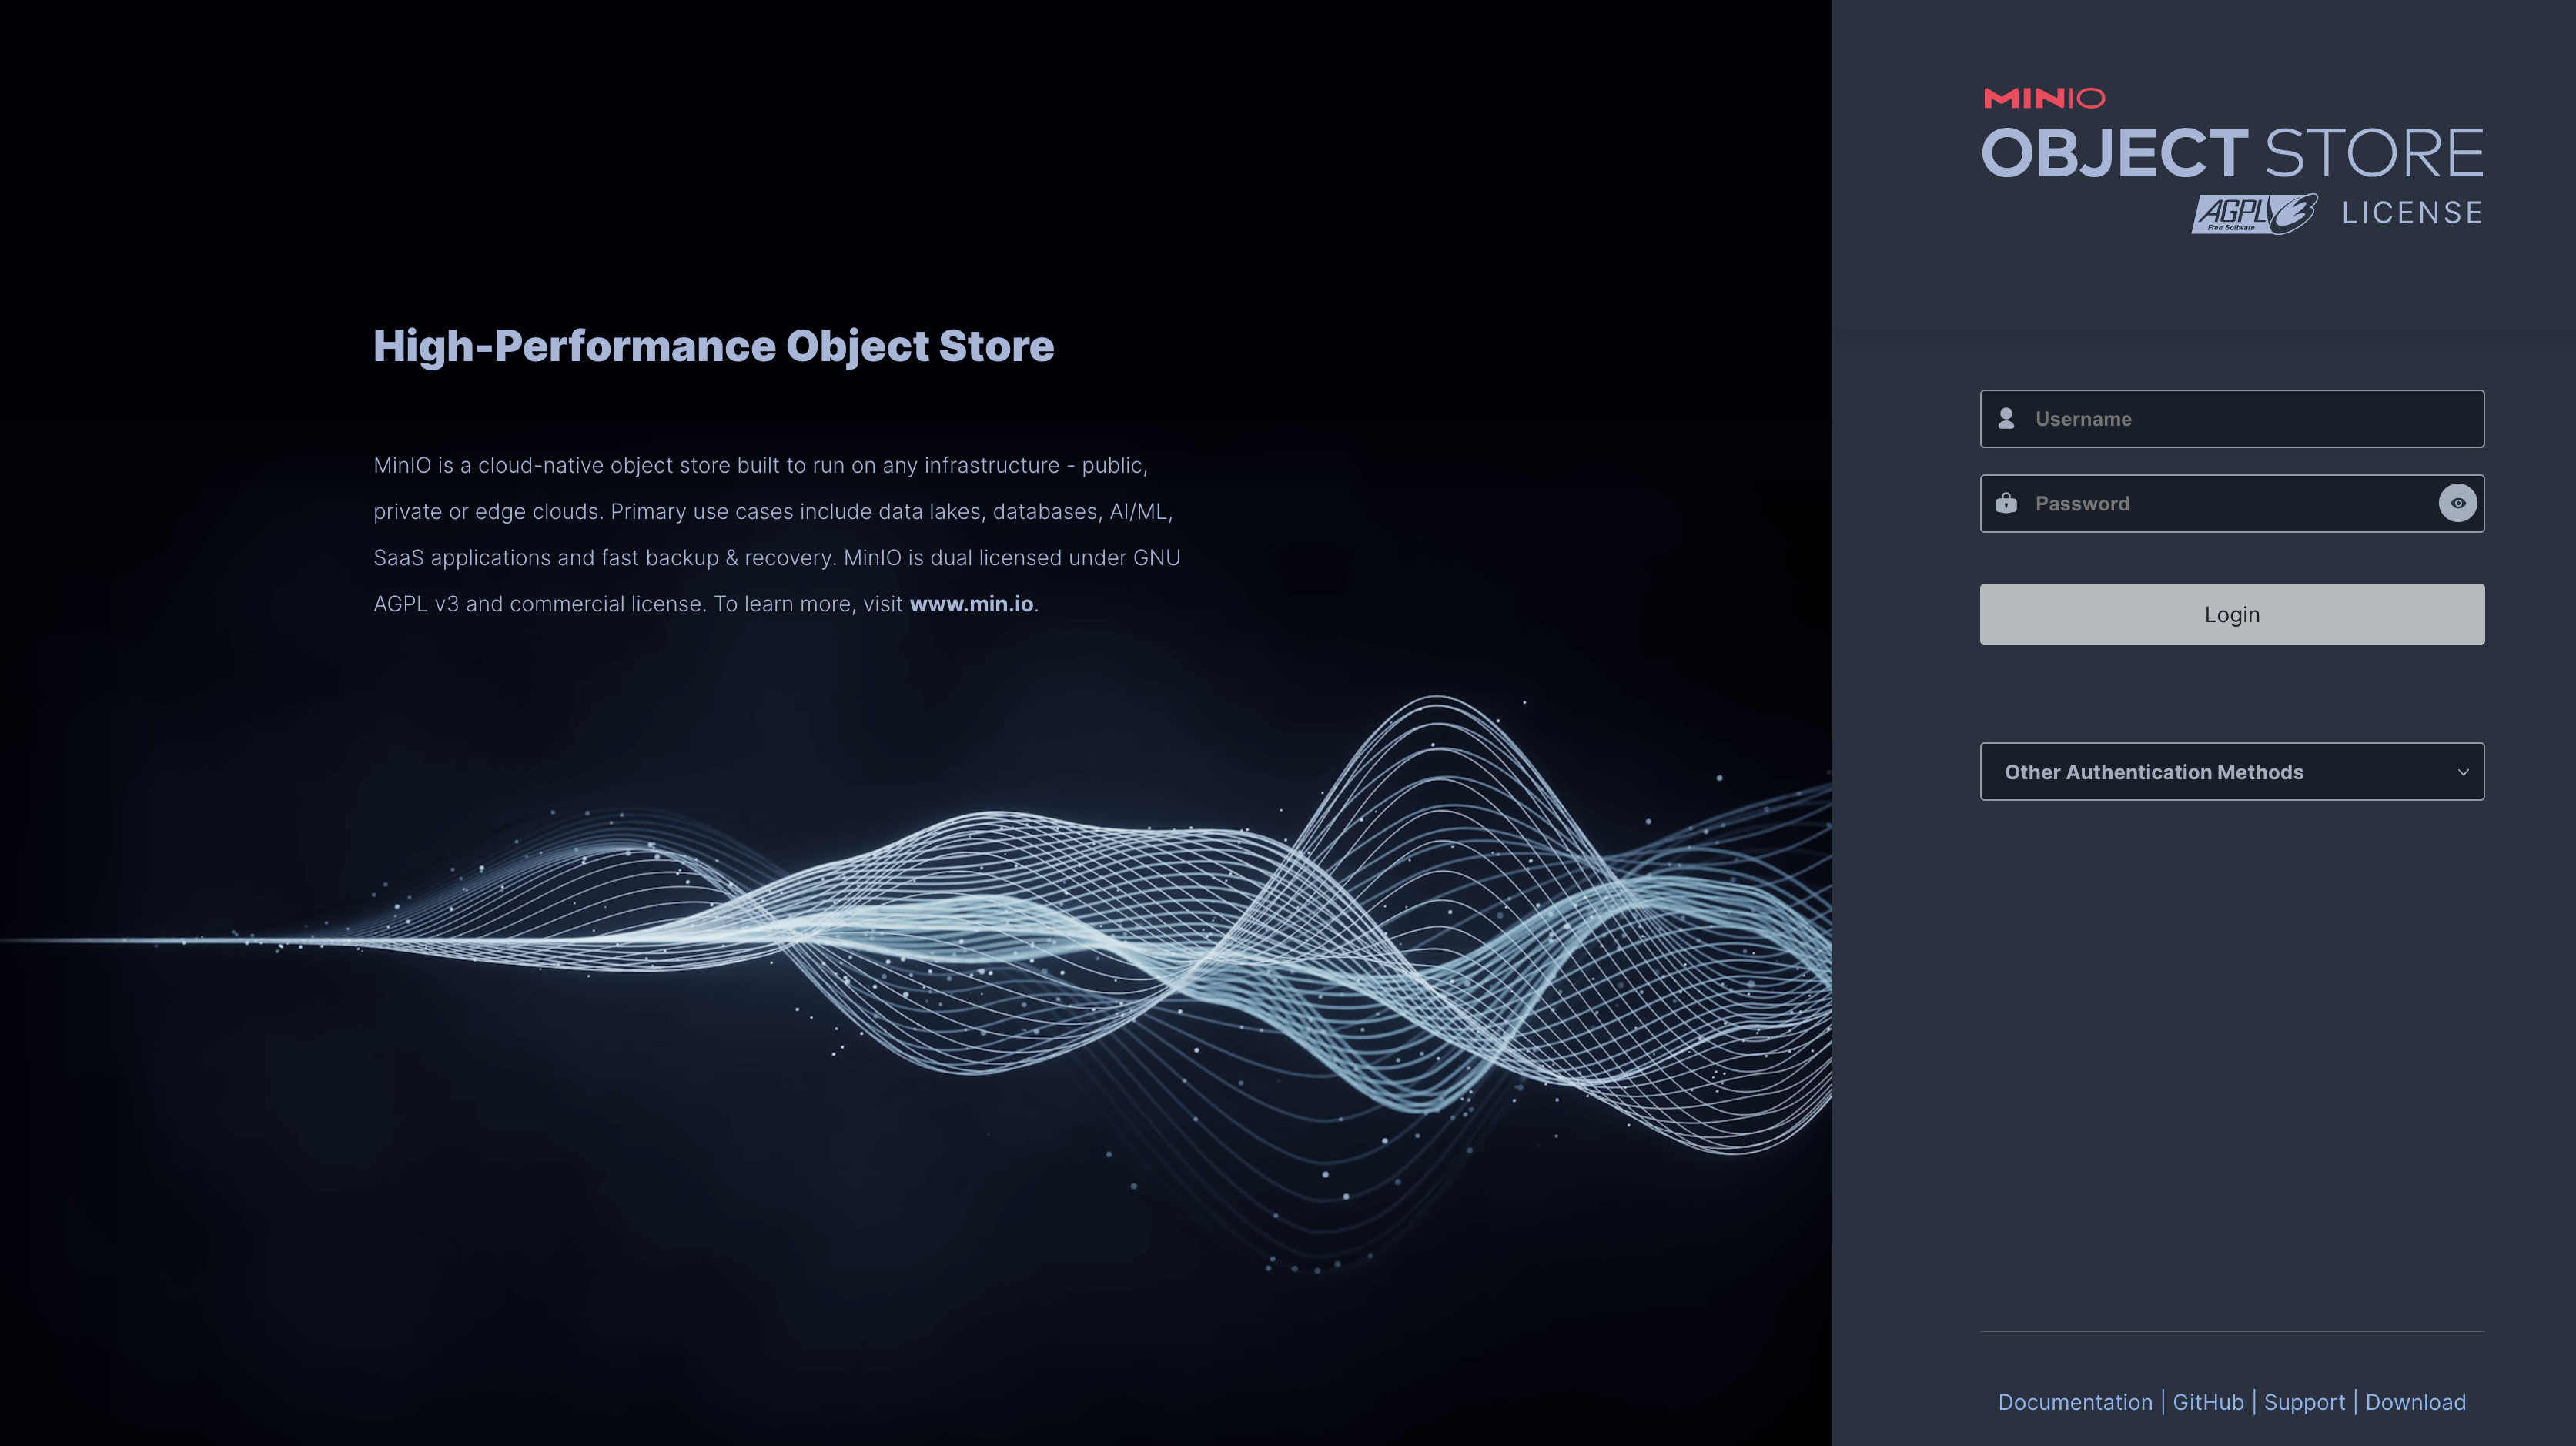 High-Performance Object Store
MinIO is a cloud-native object store built to run on any infrastructure - public,
private or edge clouds. Primary use cases include data lakes, databases, AI/ML,
SaaS applications and fast backup & recovery. MinIO is dual licensed under GNU
AGPL v3 and commercial license. To learn more, visit www.min.io.
MINIO
OBJECT STORE
AGPL 3 LICENSE
Free Software
Username
Password
Login
Other Authentication Methods
Documentation | GitHub | Support | Download